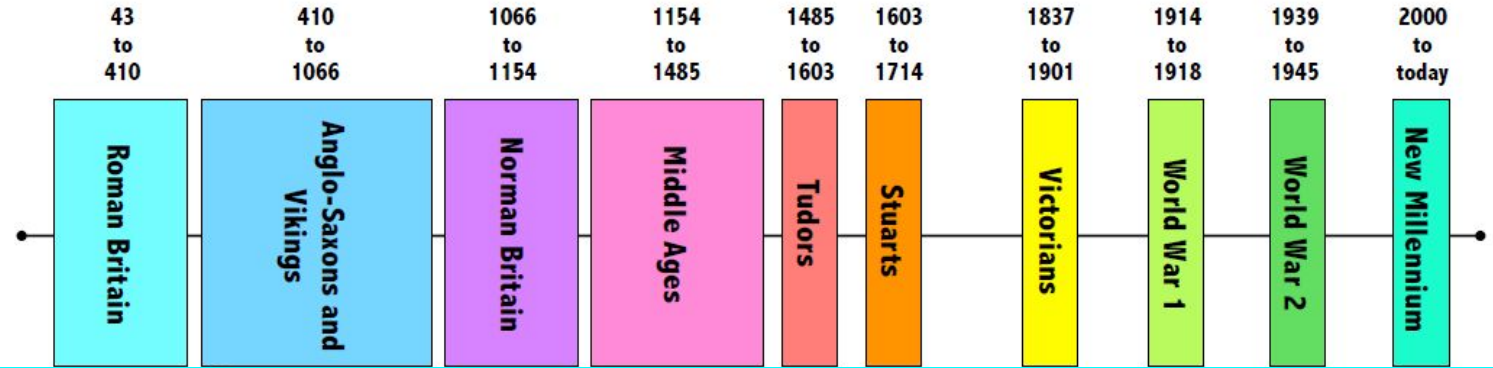 43
to
410
410
to
1066
1066
to
1154
1154
to
1485
1485
to
1603
1603
to
1714
1837
to
1901
1914
to
1918
1939
to
1945
2000
to
today
Roman Britain
Anglo-Saxons and
Vikings
Norman Britain
Middle Ages
Tudors
Stuarts
Victorians
World War 1
World War 2
New Millennium